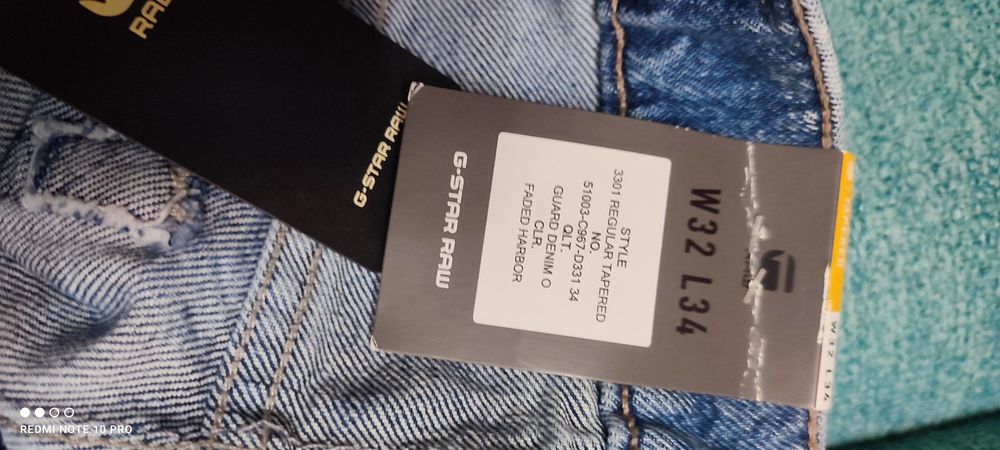 RAW
G-STAR RAW
G-STAR RAW
STYLE
3301 REGULAR TAPERED
NO.
51003-C967-D331 34
QLT.
GUARD DENIM O
CLR.
FADED HARBOR
W32 L34
W32 L34
REDMI NOTE 10 PRO